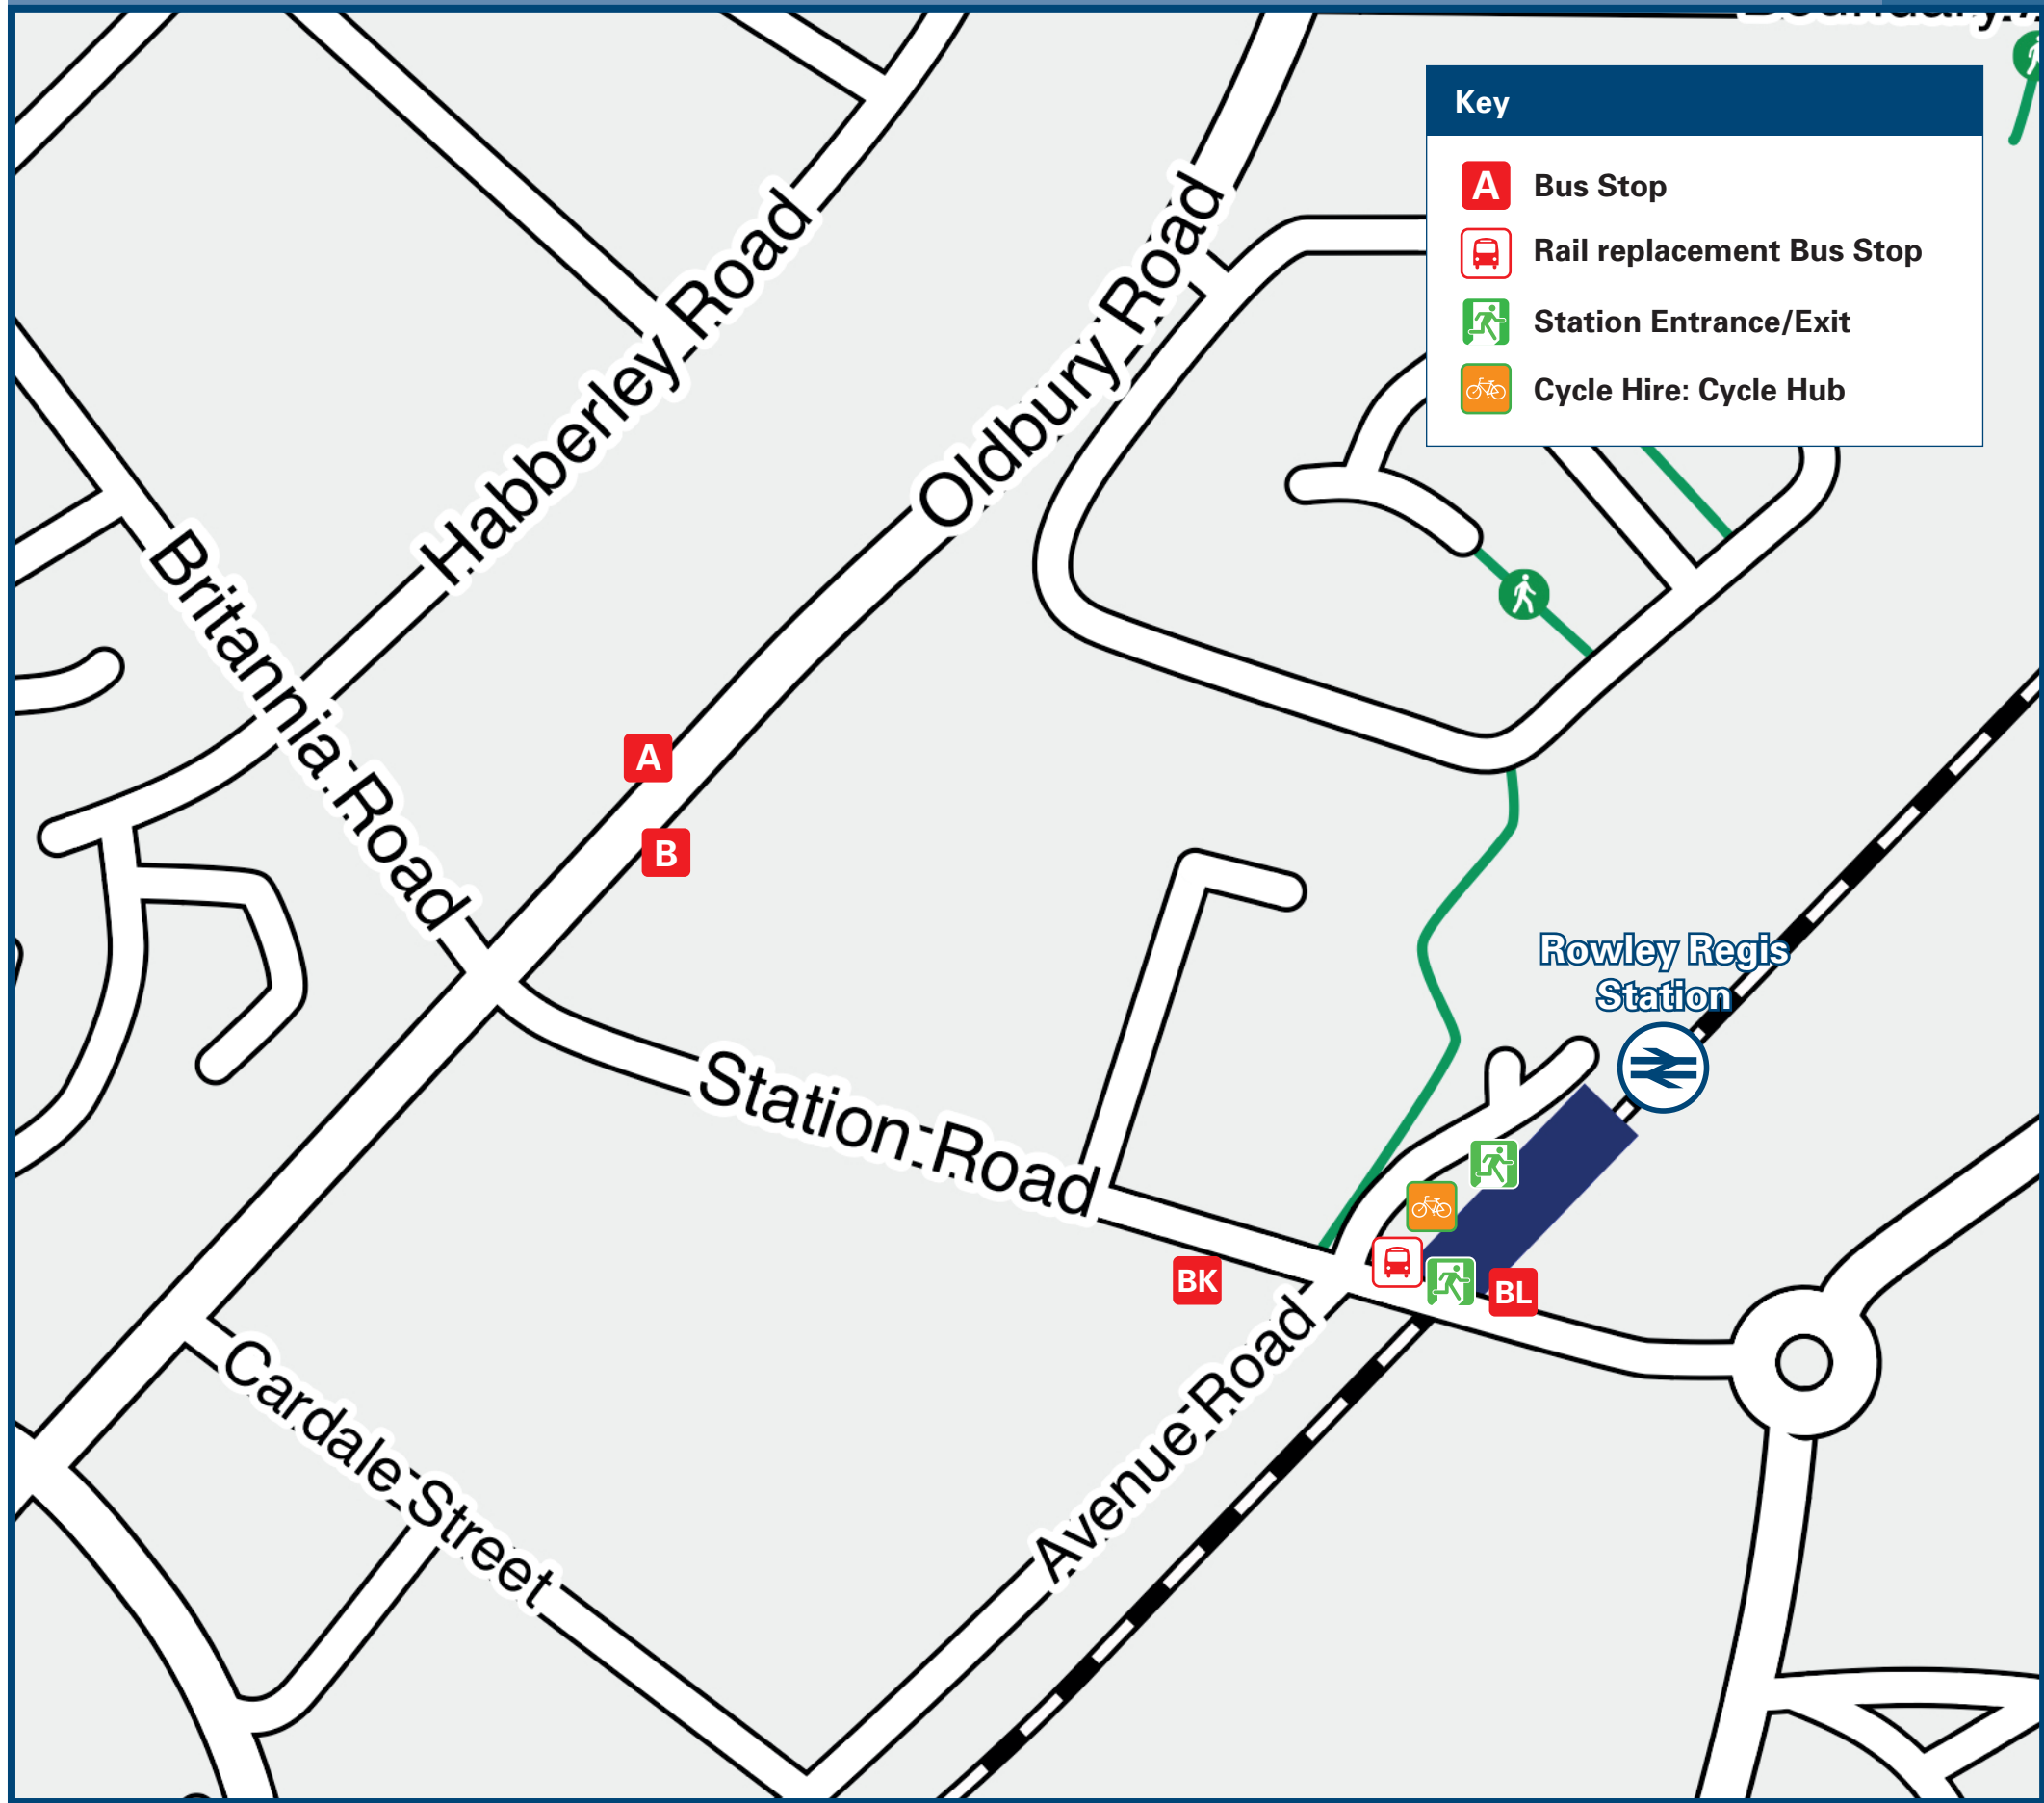 Key
A Bus Stop
Rail replacement Bus Stop
Station Entrance/Exit
Cycle Hire: Cycle Hub
Habberley Road
Oldbury Road
Britannia Road
A
B
Rowley Regis
Station
Station Road
BK
BL
Cardale Street
Avenue Road